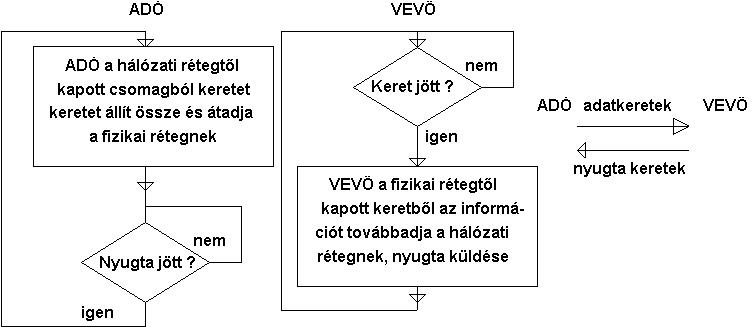 ADÓ
ADÓ a hálózati rétegtől
kapott csomagból keretet
keretet állít össze és átadja
a fizikai rétegnek
nem
Nyugta jött ?
igen
VEVŐ
nem
Keret jött ?
igen
VEVŐ a fizikai rétegtől
kapott keretből az informá-
ciót továbbadja a hálózati
rétegnek, nyugta küldése
ADÓ adatkeretek VEVŐ
nyugta keretek